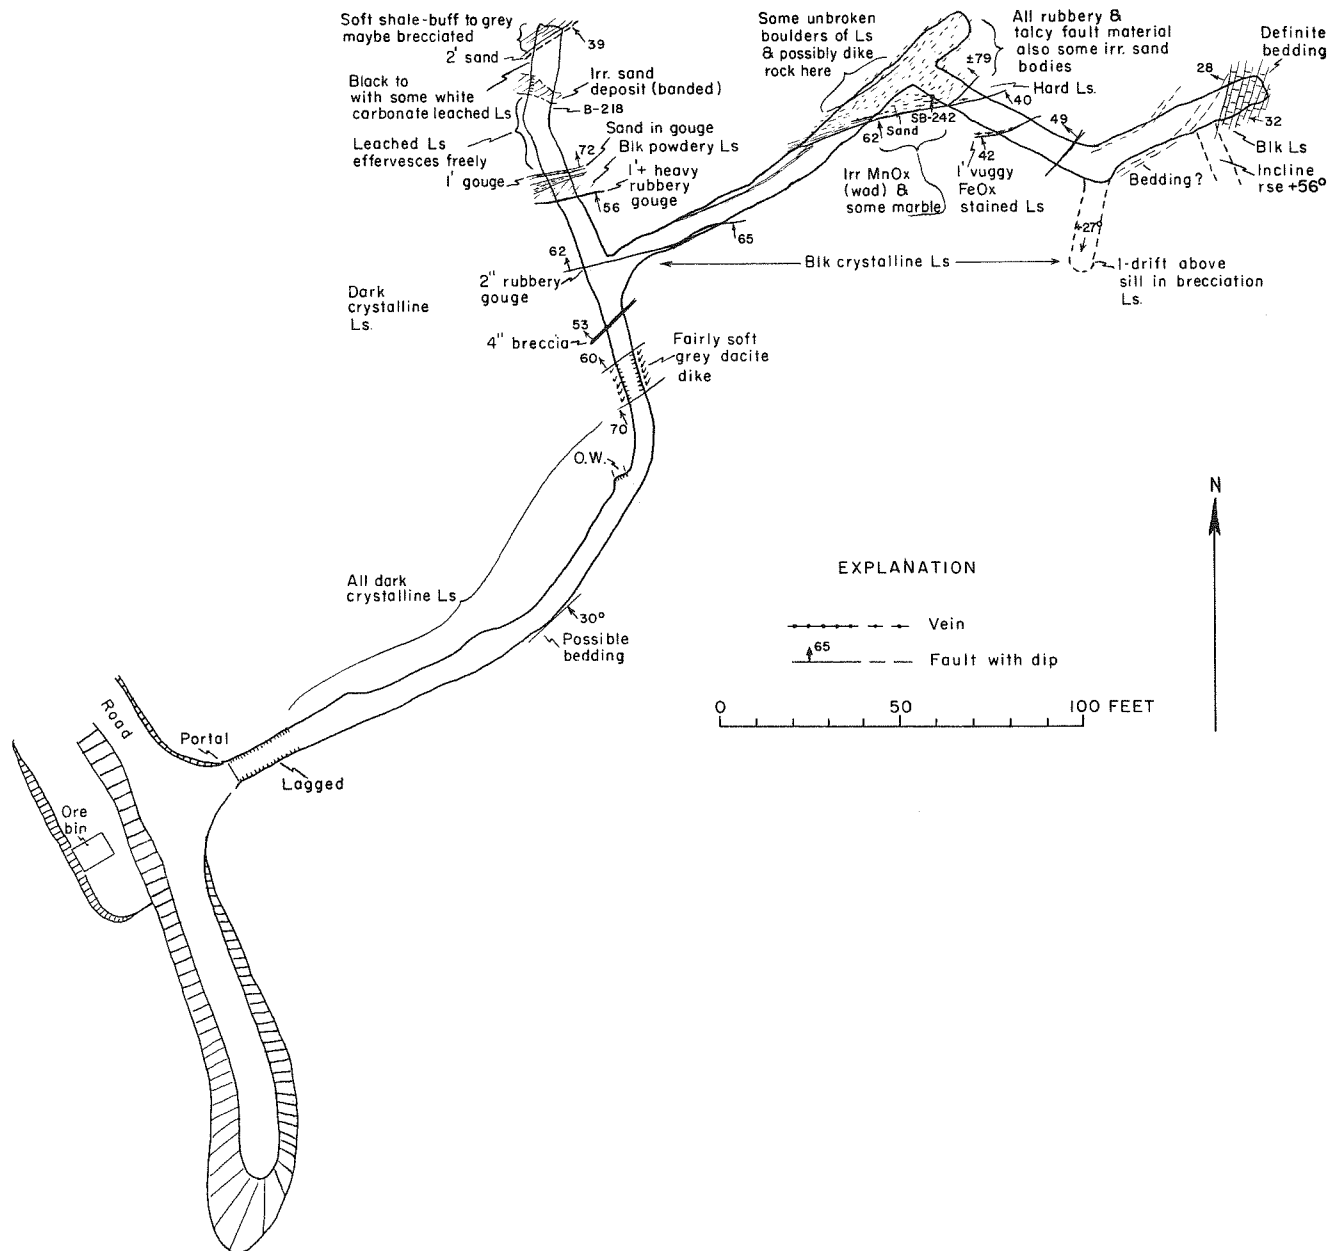 Soft shale-buff to grey
maybe brecciated
2' sand
39
Black to
with some white
carbonate leached Ls
Irr. sand
deposit (banded)
B-218
Leached Ls
effervesces freely
1' gouge
72
Sand in gouge
Blk powdery Ls
1'+ heavy
rubbery
gouge
56
Some unbroken
boulders of Ls
& possibly dike
rock here
All rubbery &
talcy fault material
also some irr. sand
bodies
±79
Hard Ls.
40
SB-242
Sand
62
Irr MnOx
(wad) &
some marble
42
1' vuggy
FeOx
stained Ls
49
Definite
bedding
28
32
Blk Ls
Incline
rse +56°
Bedding?
+27°
1-drift above
sill in brecciation
Ls.
65
Blk crystalline Ls
62
2" rubbery
gouge
Dark
crystalline
Ls.
53
4" breccia
60
Fairly soft
grey dacite
dike
70
O.W.
All dark
crystalline Ls
30°
Possible
bedding
N
EXPLANATION
Vein
65
Fault with dip
0 50 100 FEET
Road
Portal
Lagged
Ore
bin